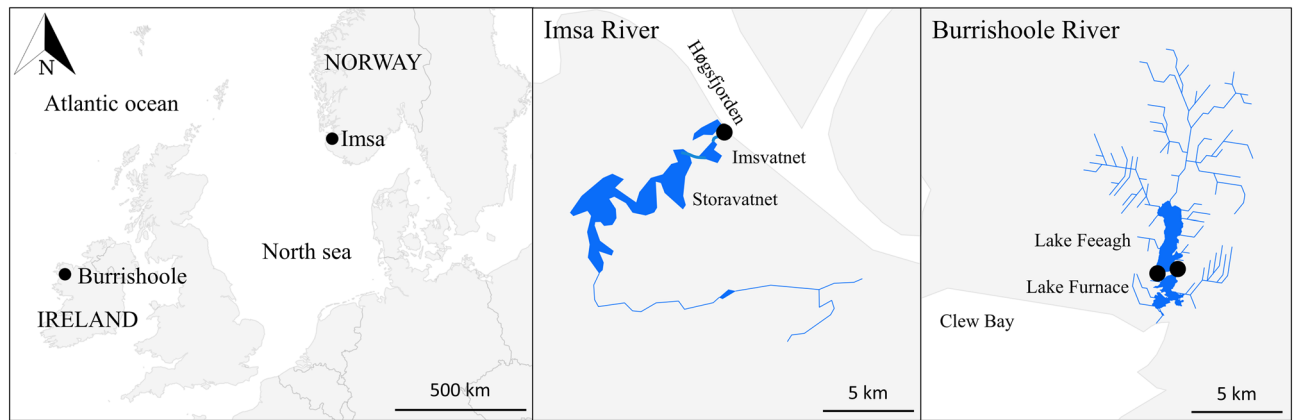 N
Atlantic ocean
NORWAY
Imsa
North sea
Burrishoole
IRELAND
500 km
Imsa River
Høgsfjorden
Imsvatnet
Storavatnet
5 km
Burrishoole River
Lake Feeagh
Lake Furnace
Clew Bay
5 km